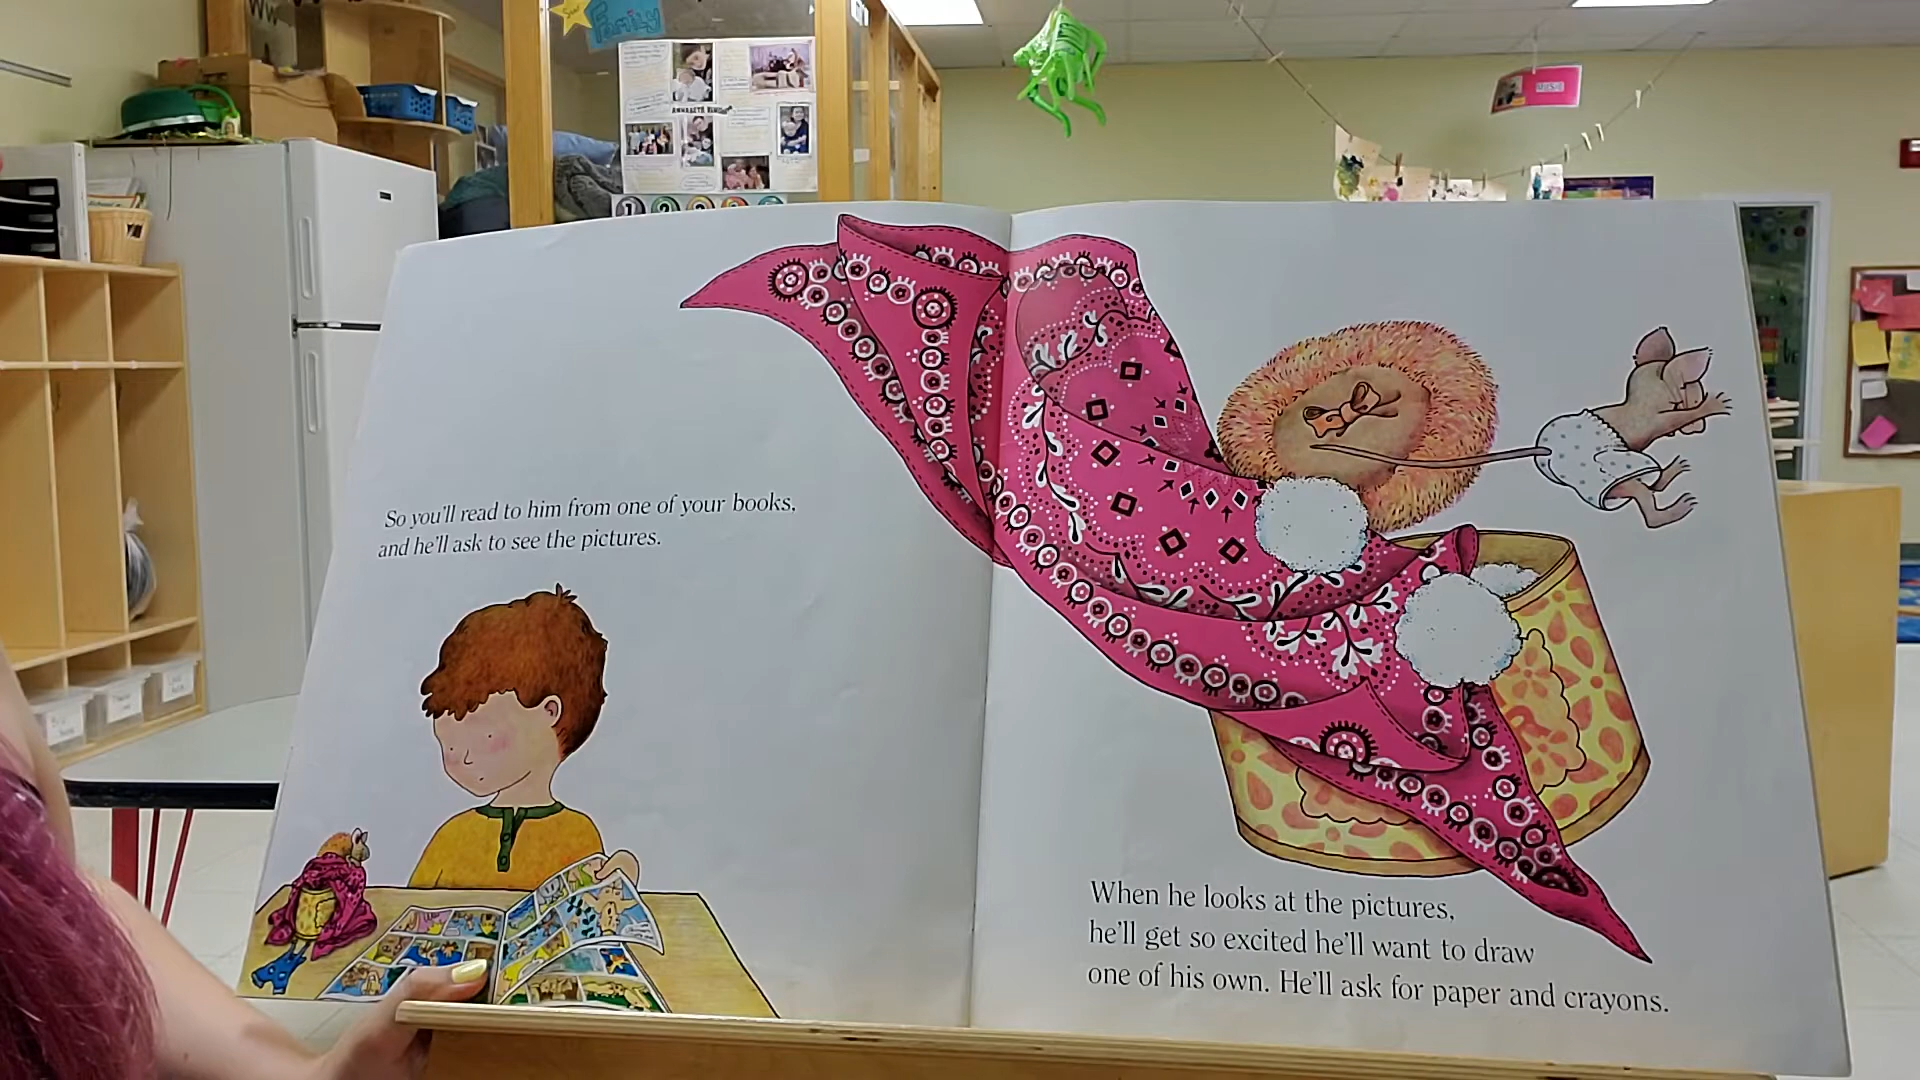 Family
So you'll read to him from one of your books,
and he'll ask to see the pictures.
When he looks at the pictures,
he'll get so excited he'll want to draw
one of his own. He'll ask for paper and crayons.